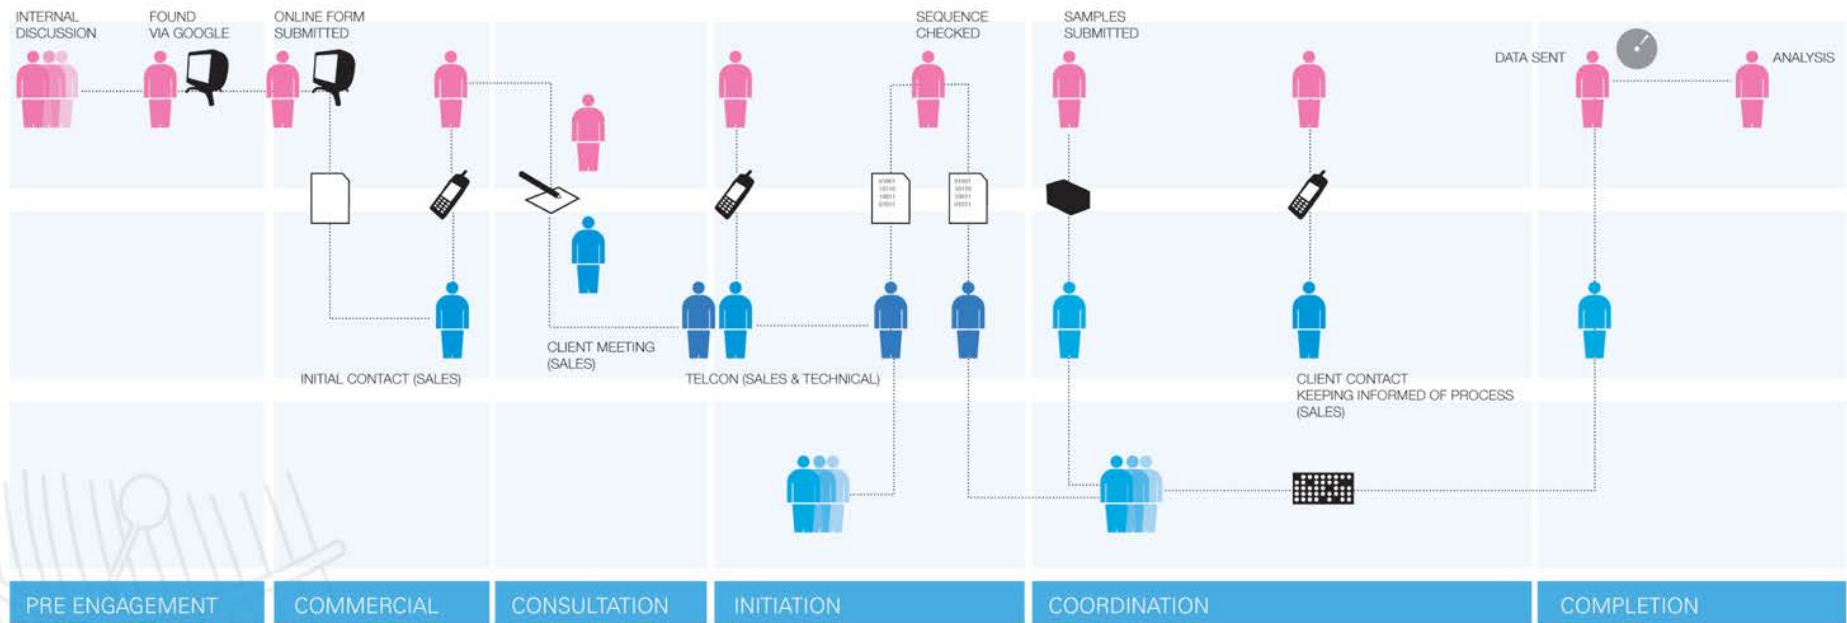 INTERNAL
DISCUSSION
FOUND
VIA GOOGLE
ONLINE FORM
SUBMITTED
SEQUENCE
CHECKED
SAMPLES
SUBMITTED
DATA SENT
ANALYSIS
CLIENT MEETING
(SALES)
INITIAL CONTACT (SALES)
TELCON (SALES & TECHNICAL)
CLIENT CONTACT
KEEPING INFORMED OF PROCESS
(SALES)
PRE ENGAGEMENT
COMMERCIAL
CONSULTATION
INITIATION
COORDINATION
COMPLETION